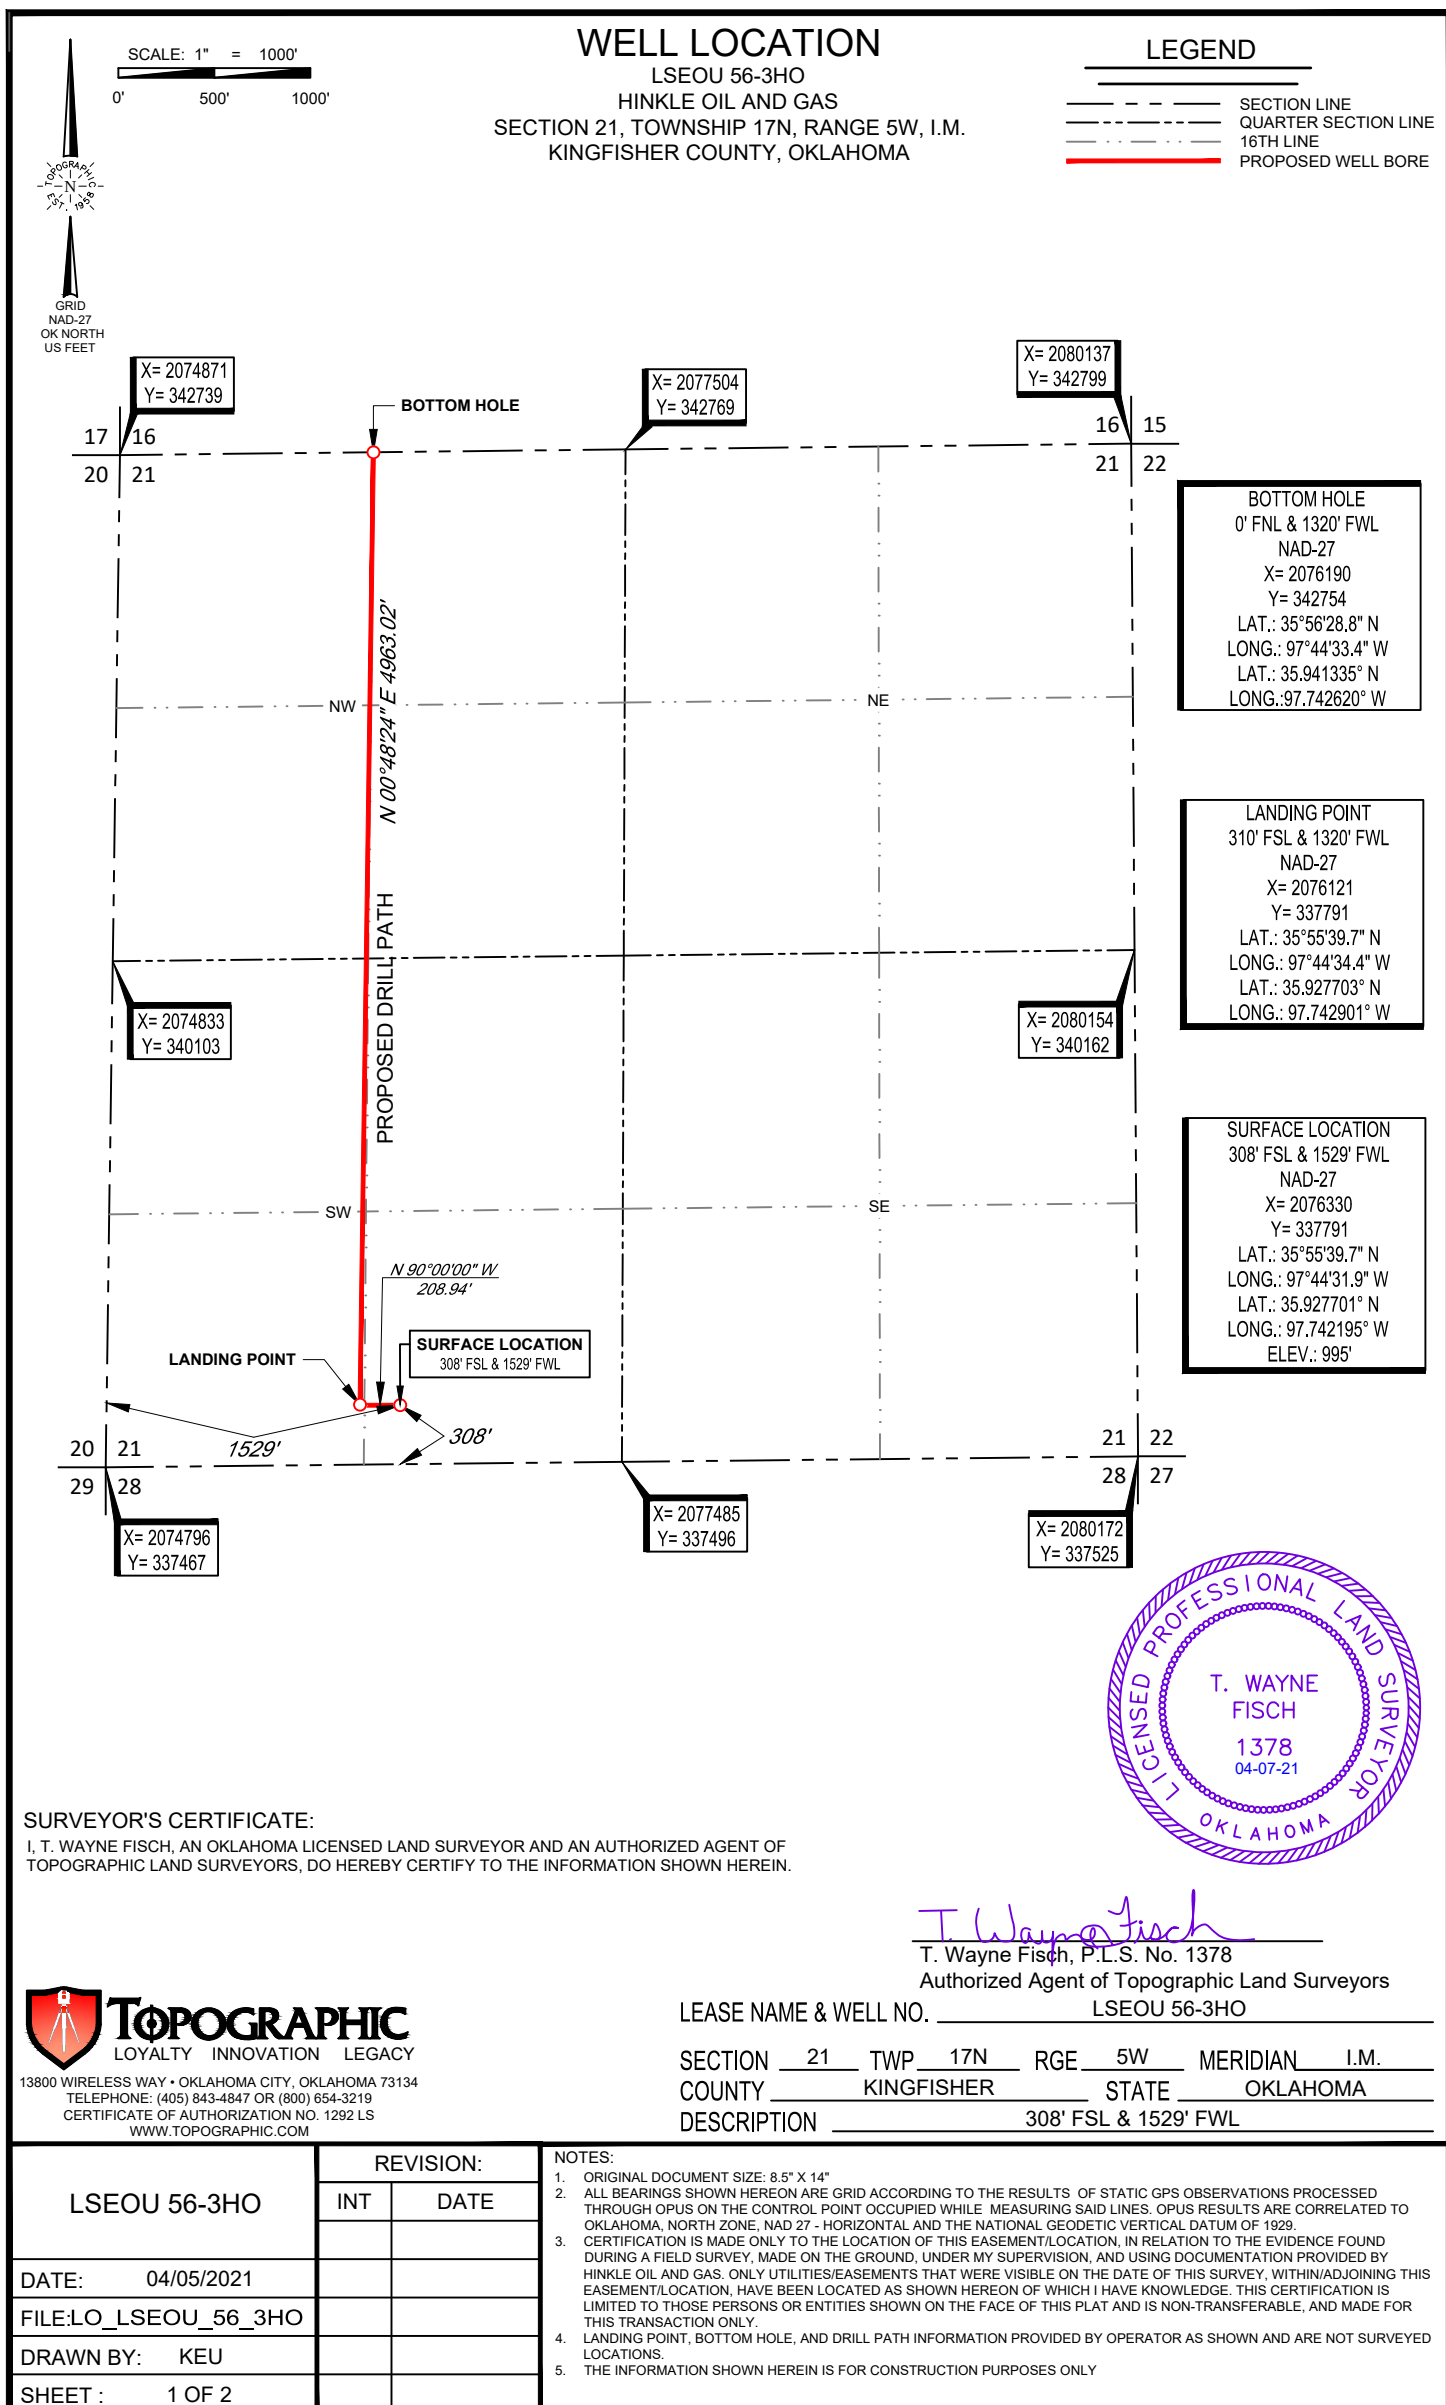 WELL LOCATION
LSEOU 56-3HO
HINKLE OIL AND GAS
SECTION 21, TOWNSHIP 17N, RANGE 5W, I.M.
KINGFISHER COUNTY, OKLAHOMA
SCALE: 1" = 1000'
0' 500' 1000'
TOPOGRAPHIC
N
EST. 1958
GRID
NAD-27
OK NORTH
US FEET
LEGEND
SECTION LINE
QUARTER SECTION LINE
16TH LINE
PROPOSED WELL BORE
X= 2074871
Y= 342739
BOTTOM HOLE
X= 2077504
Y= 342769
X= 2080137
Y= 342799
17 16
20 21
16 15
21 22
BOTTOM HOLE
0' FNL & 1320' FWL
NAD-27
X= 2076190
Y= 342754
LAT.: 35°56'28.8" N
LONG.: 97°44'33.4" W
LAT.: 35.941335° N
LONG.:97.742620° W
N 00°48'24" E 4963.02'
NW
NE
PROPOSED DRILL PATH
LANDING POINT
310' FSL & 1320' FWL
NAD-27
X= 2076121
Y= 337791
LAT.: 35°55'39.7" N
LONG.: 97°44'34.4" W
LAT.: 35.927703° N
LONG.: 97.742901° W
X= 2074833
Y= 340103
X= 2080154
Y= 340162
SURFACE LOCATION
308' FSL & 1529' FWL
NAD-27
X= 2076330
Y= 337791
LAT.: 35°55'39.7" N
LONG.: 97°44'31.9" W
LAT.: 35.927701° N
LONG.: 97.742195° W
ELEV.: 995'
SW
SE
N 90°00'00" W
208.94'
LANDING POINT
SURFACE LOCATION
308' FSL & 1529' FWL
1529'
308'
20 21
29 28
21 22
28 27
X= 2074796
Y= 337467
X= 2077485
Y= 337496
X= 2080172
Y= 337525
LICENSED PROFESSIONAL LAND SURVEYOR
T. WAYNE
FISCH
1378
04-07-21
OKLAHOMA
SURVEYOR'S CERTIFICATE:
I, T. WAYNE FISCH, AN OKLAHOMA LICENSED LAND SURVEYOR AND AN AUTHORIZED AGENT OF
TOPOGRAPHIC LAND SURVEYORS, DO HEREBY CERTIFY TO THE INFORMATION SHOWN HEREIN.
T. Wayne Fisch
T. Wayne Fisch, P.L.S. No. 1378
Authorized Agent of Topographic Land Surveyors
TOPOGRAPHIC
LOYALTY INNOVATION LEGACY
13800 WIRELESS WAY • OKLAHOMA CITY, OKLAHOMA 73134
TELEPHONE: (405) 843-4847 OR (800) 654-3219
CERTIFICATE OF AUTHORIZATION NO. 1292 LS
WWW.TOPOGRAPHIC.COM
LEASE NAME & WELL NO. LSEOU 56-3HO
SECTION 21 TWP 17N RGE 5W MERIDIAN I.M.
COUNTY KINGFISHER STATE OKLAHOMA
DESCRIPTION 308' FSL & 1529' FWL
LSEOU 56-3HO
DATE: 04/05/2021
FILE:LO_LSEOU_56_3HO
DRAWN BY: KEU
SHEET : 1 OF 2
REVISION:
INT DATE
NOTES:
1. ORIGINAL DOCUMENT SIZE: 8.5" X 14"
2. ALL BEARINGS SHOWN HEREON ARE GRID ACCORDING TO THE RESULTS OF STATIC GPS OBSERVATIONS PROCESSED
THROUGH OPUS ON THE CONTROL POINT OCCUPIED WHILE MEASURING SAID LINES. OPUS RESULTS ARE CORRELATED TO
OKLAHOMA, NORTH ZONE, NAD 27 - HORIZONTAL AND THE NATIONAL GEODETIC VERTICAL DATUM OF 1929.
3. CERTIFICATION IS MADE ONLY TO THE LOCATION OF THIS EASEMENT/LOCATION, IN RELATION TO THE EVIDENCE FOUND
DURING A FIELD SURVEY, MADE ON THE GROUND, UNDER MY SUPERVISION, AND USING DOCUMENTATION PROVIDED BY
HINKLE OIL AND GAS. ONLY UTILITIES/EASEMENTS THAT WERE VISIBLE ON THE DATE OF THIS SURVEY, WITHIN/ADJOINING THIS
EASEMENT/LOCATION, HAVE BEEN LOCATED AS SHOWN HEREON OF WHICH I HAVE KNOWLEDGE. THIS CERTIFICATION IS
LIMITED TO THOSE PERSONS OR ENTITIES SHOWN ON THE FACE OF THIS PLAT AND IS NON-TRANSFERABLE, AND MADE FOR
THIS TRANSACTION ONLY.
4. LANDING POINT, BOTTOM HOLE, AND DRILL PATH INFORMATION PROVIDED BY OPERATOR AS SHOWN AND ARE NOT SURVEYED
LOCATIONS.
5. THE INFORMATION SHOWN HEREIN IS FOR CONSTRUCTION PURPOSES ONLY